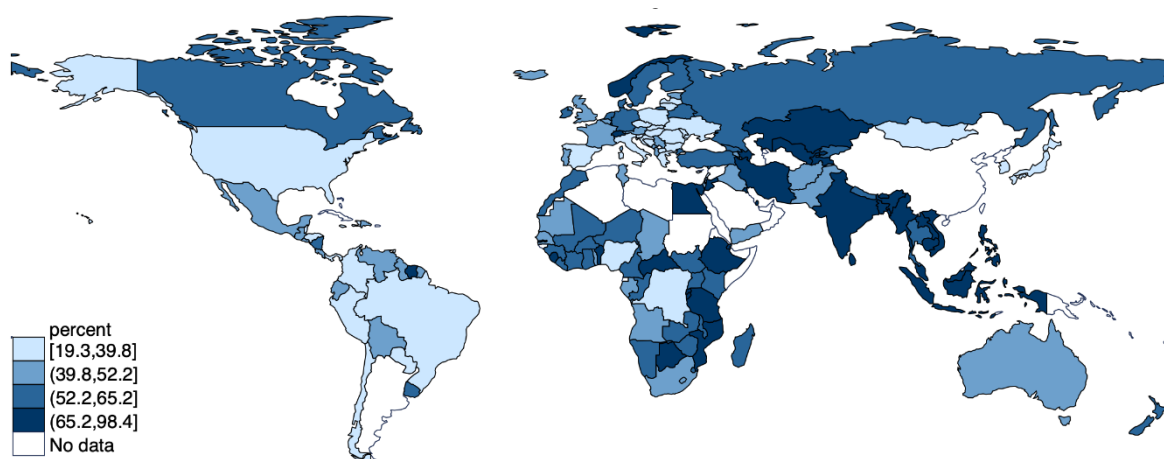 percent
[19.3,39.8]
(39.8,52.2]
(52.2,65.2]
(65.2,98.4]
No data